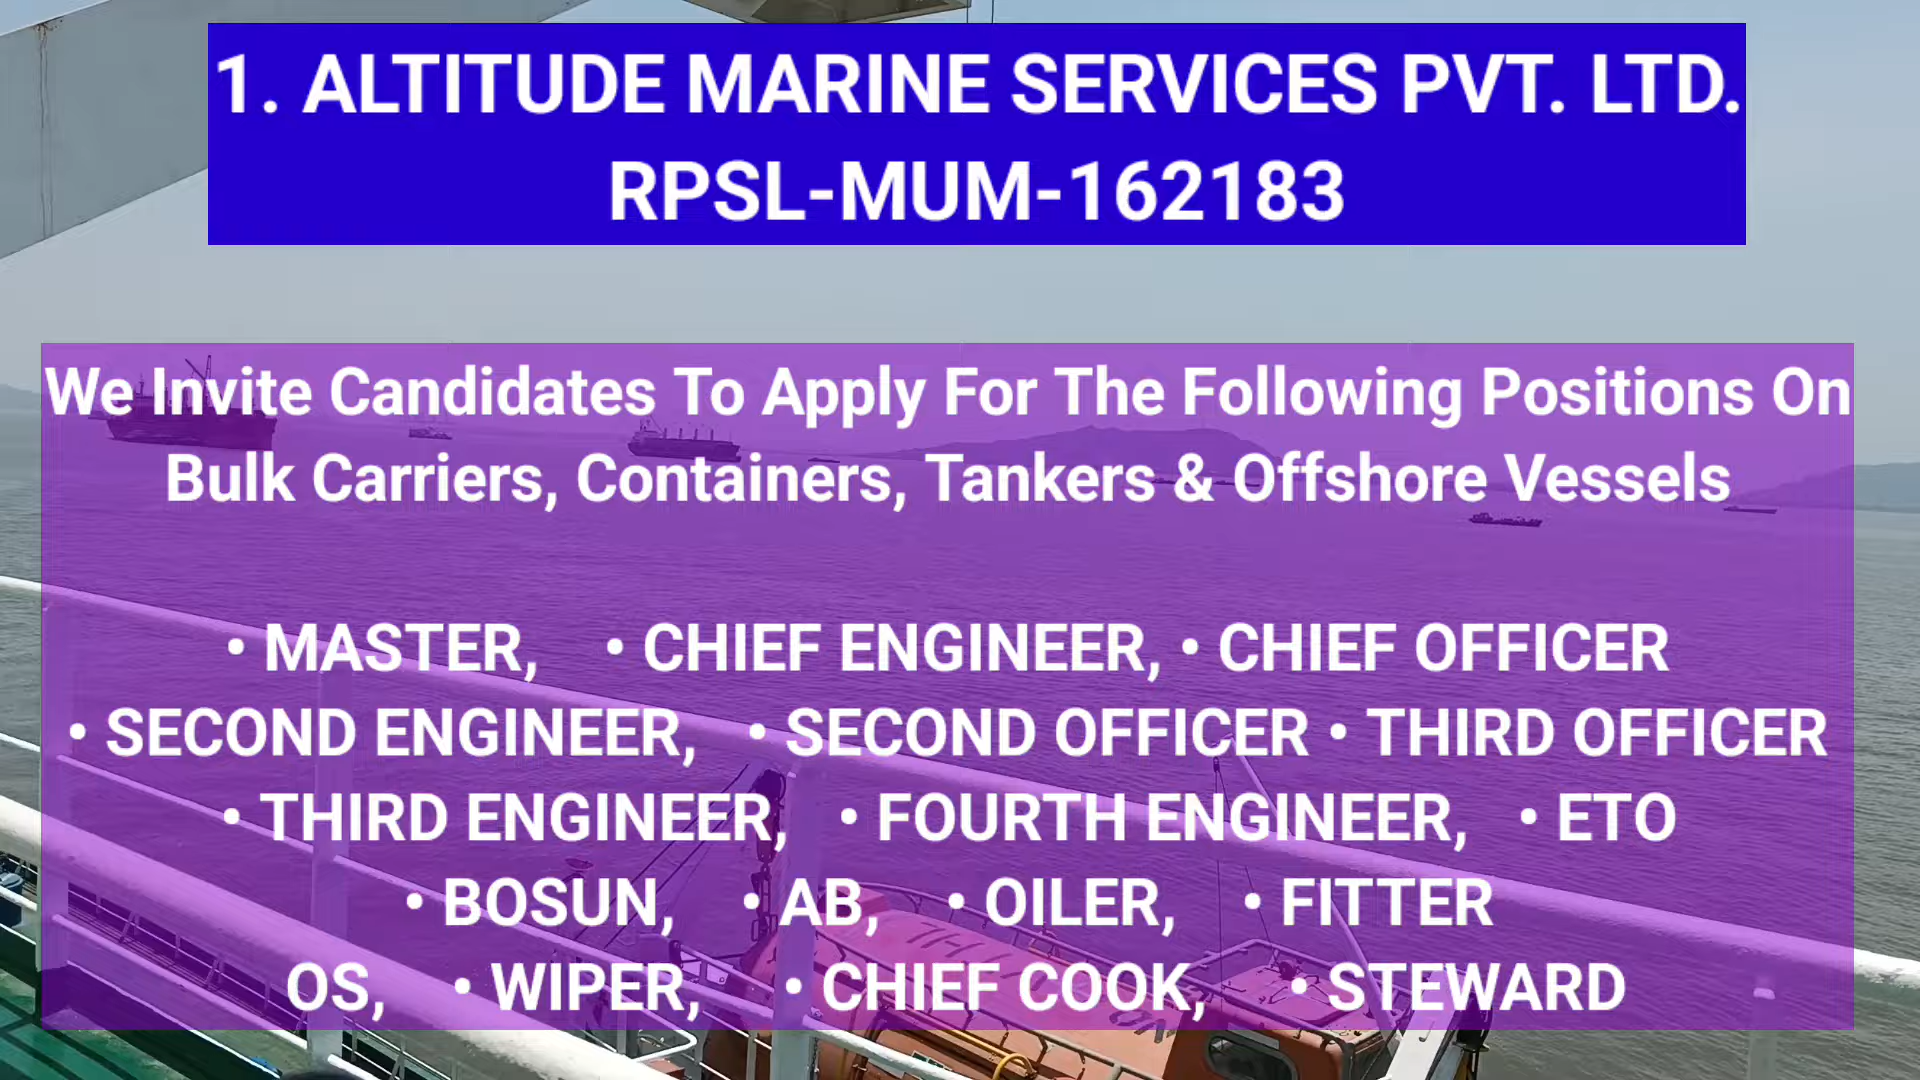 1. ALTITUDE MARINE SERVICES PVT. LTD.
RPSL-MUM-162183
We Invite Candidates To Apply For The Following Positions On
Bulk Carriers, Containers, Tankers & Offshore Vessels
• MASTER, • CHIEF ENGINEER, • CHIEF OFFICER
• SECOND ENGINEER, • SECOND OFFICER • THIRD OFFICER
• THIRD ENGINEER, • FOURTH ENGINEER, • ETO
• BOSUN, • AB, • OILER, • FITTER
OS, • WIPER, • CHIEF COOK, • STEWARD